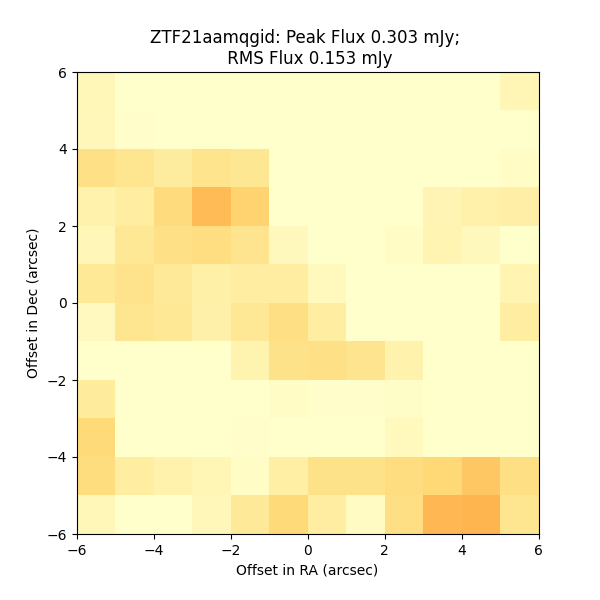 ZTF21aamqgid: Peak Flux 0.303 mJy;
RMS Flux 0.153 mJy
6
4
2
0
−2
−4
−6
Offset in Dec (arcsec)
−6 −4 −2 0 2 4 6
Offset in RA (arcsec)